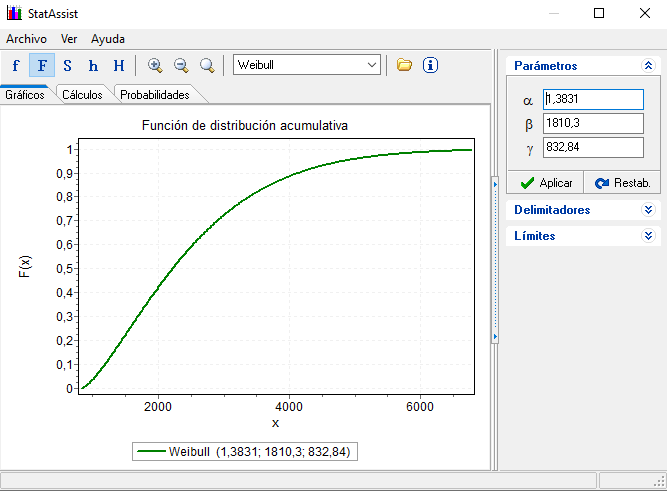 StatAssist
Archivo Ver Ayuda
f F S h H Weibull
Gráficos Cálculos Probabilidades
Función de distribución acumulativa
F(x)
1
0,9
0,8
0,7
0,6
0,5
0,4
0,3
0,2
0,1
0
2000 4000 6000
x
Weibull (1,3831; 1810,3; 832,84)
Parámetros
α 1,3831
β 1810,3
γ 832,84
Aplicar Restab.
Delimitadores
Límites